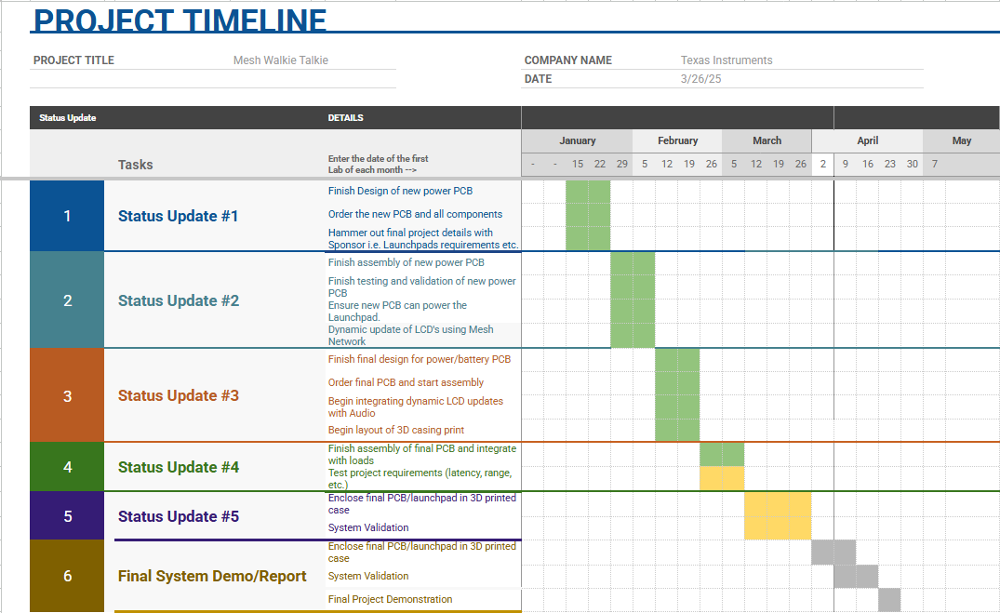 PROJECT TIMELINE
PROJECT TITLE Mesh Walkie Talkie COMPANY NAME Texas Instruments
DATE 3/26/25
Status Update DETAILS
January February March April May
Tasks
Enter the date of the first
Lab of each month -->
- - 15 22 29 5 12 19 26 5 12 19 26 2 9 16 23 30 7
1 Status Update #1
Finish Design of new power PCB
Order the new PCB and all components
Hammer out final project details with
Sponsor i.e. Launchpads requirements etc.
2 Status Update #2
Finish assembly of new power PCB
Finish testing and validation of new power
PCB
Ensure new PCB can power the
Launchpad.
Dynamic update of LCD's using Mesh
Network
3 Status Update #3
Finish final design for power/battery PCB
Order final PCB and start assembly
Begin integrating dynamic LCD updates
with Audio
Begin layout of 3D casing print
4 Status Update #4
Finish assembly of final PCB and integrate
with loads
Test project requirements (latency, range,
etc.)
5 Status Update #5
Enclose final PCB/launchpad in 3D printed
case
System Validation
6 Final System Demo/Report
Enclose final PCB/launchpad in 3D printed
case
System Validation
Final Project Demonstration